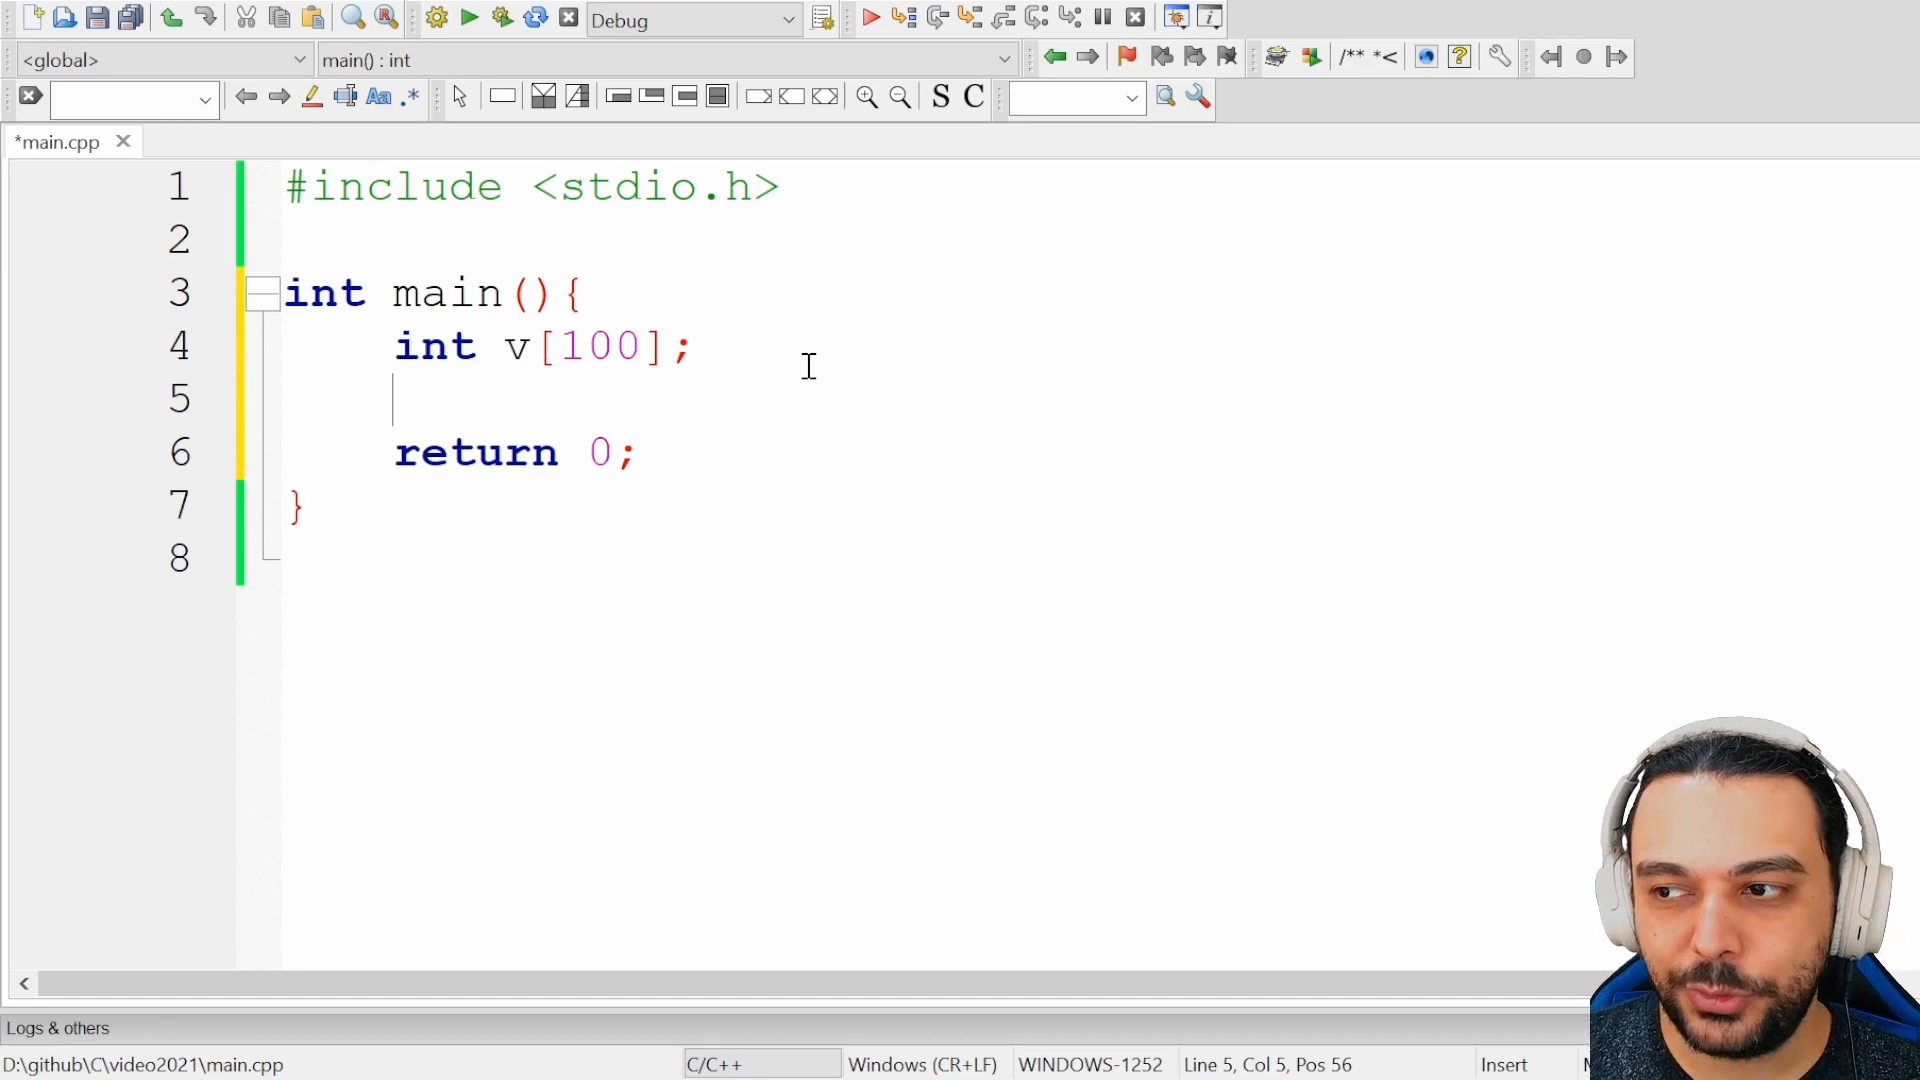 Debug
<global>
main() : int
/** *<
Aa .*
S C
*main.cpp
1 #include <stdio.h>
2
3 int main(){
4 int v[100];
5
6 return 0;
7 }
8
Logs & others
D:\github\C\video2021\main.cpp
C/C++
Windows (CR+LF)
WINDOWS-1252
Line 5, Col 5, Pos 56
Insert